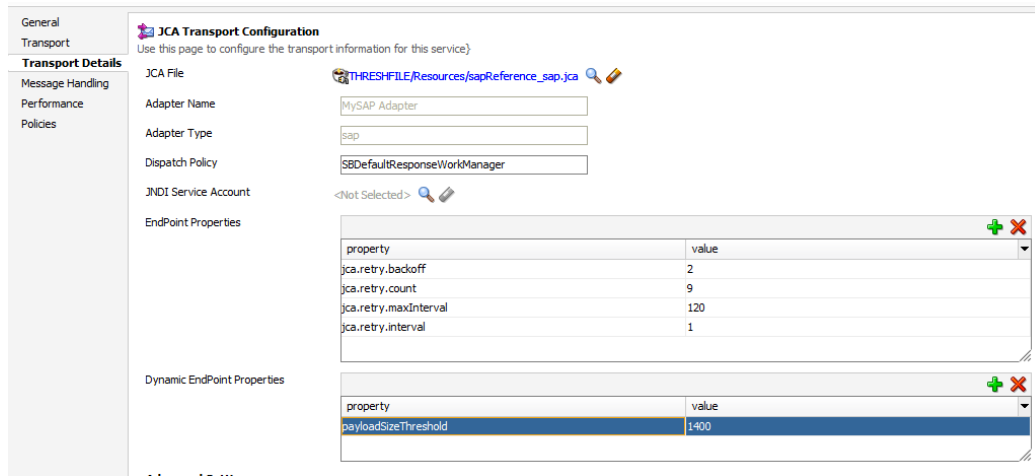 General
Transport
Transport Details
Message Handling
Performance
Policies
JCA Transport Configuration
Use this page to configure the transport information for this service}
JCA File THRESHFILE/Resources/sapReference_sap.jca
Adapter Name MySAP Adapter
Adapter Type sap
Dispatch Policy SBDefaultResponseWorkManager
JNDI Service Account <Not Selected>
EndPoint Properties
property value
jca.retry.backoff 2
jca.retry.count 9
jca.retry.maxInterval 120
jca.retry.interval 1
Dynamic EndPoint Properties
property value
payloadSizeThreshold 1400